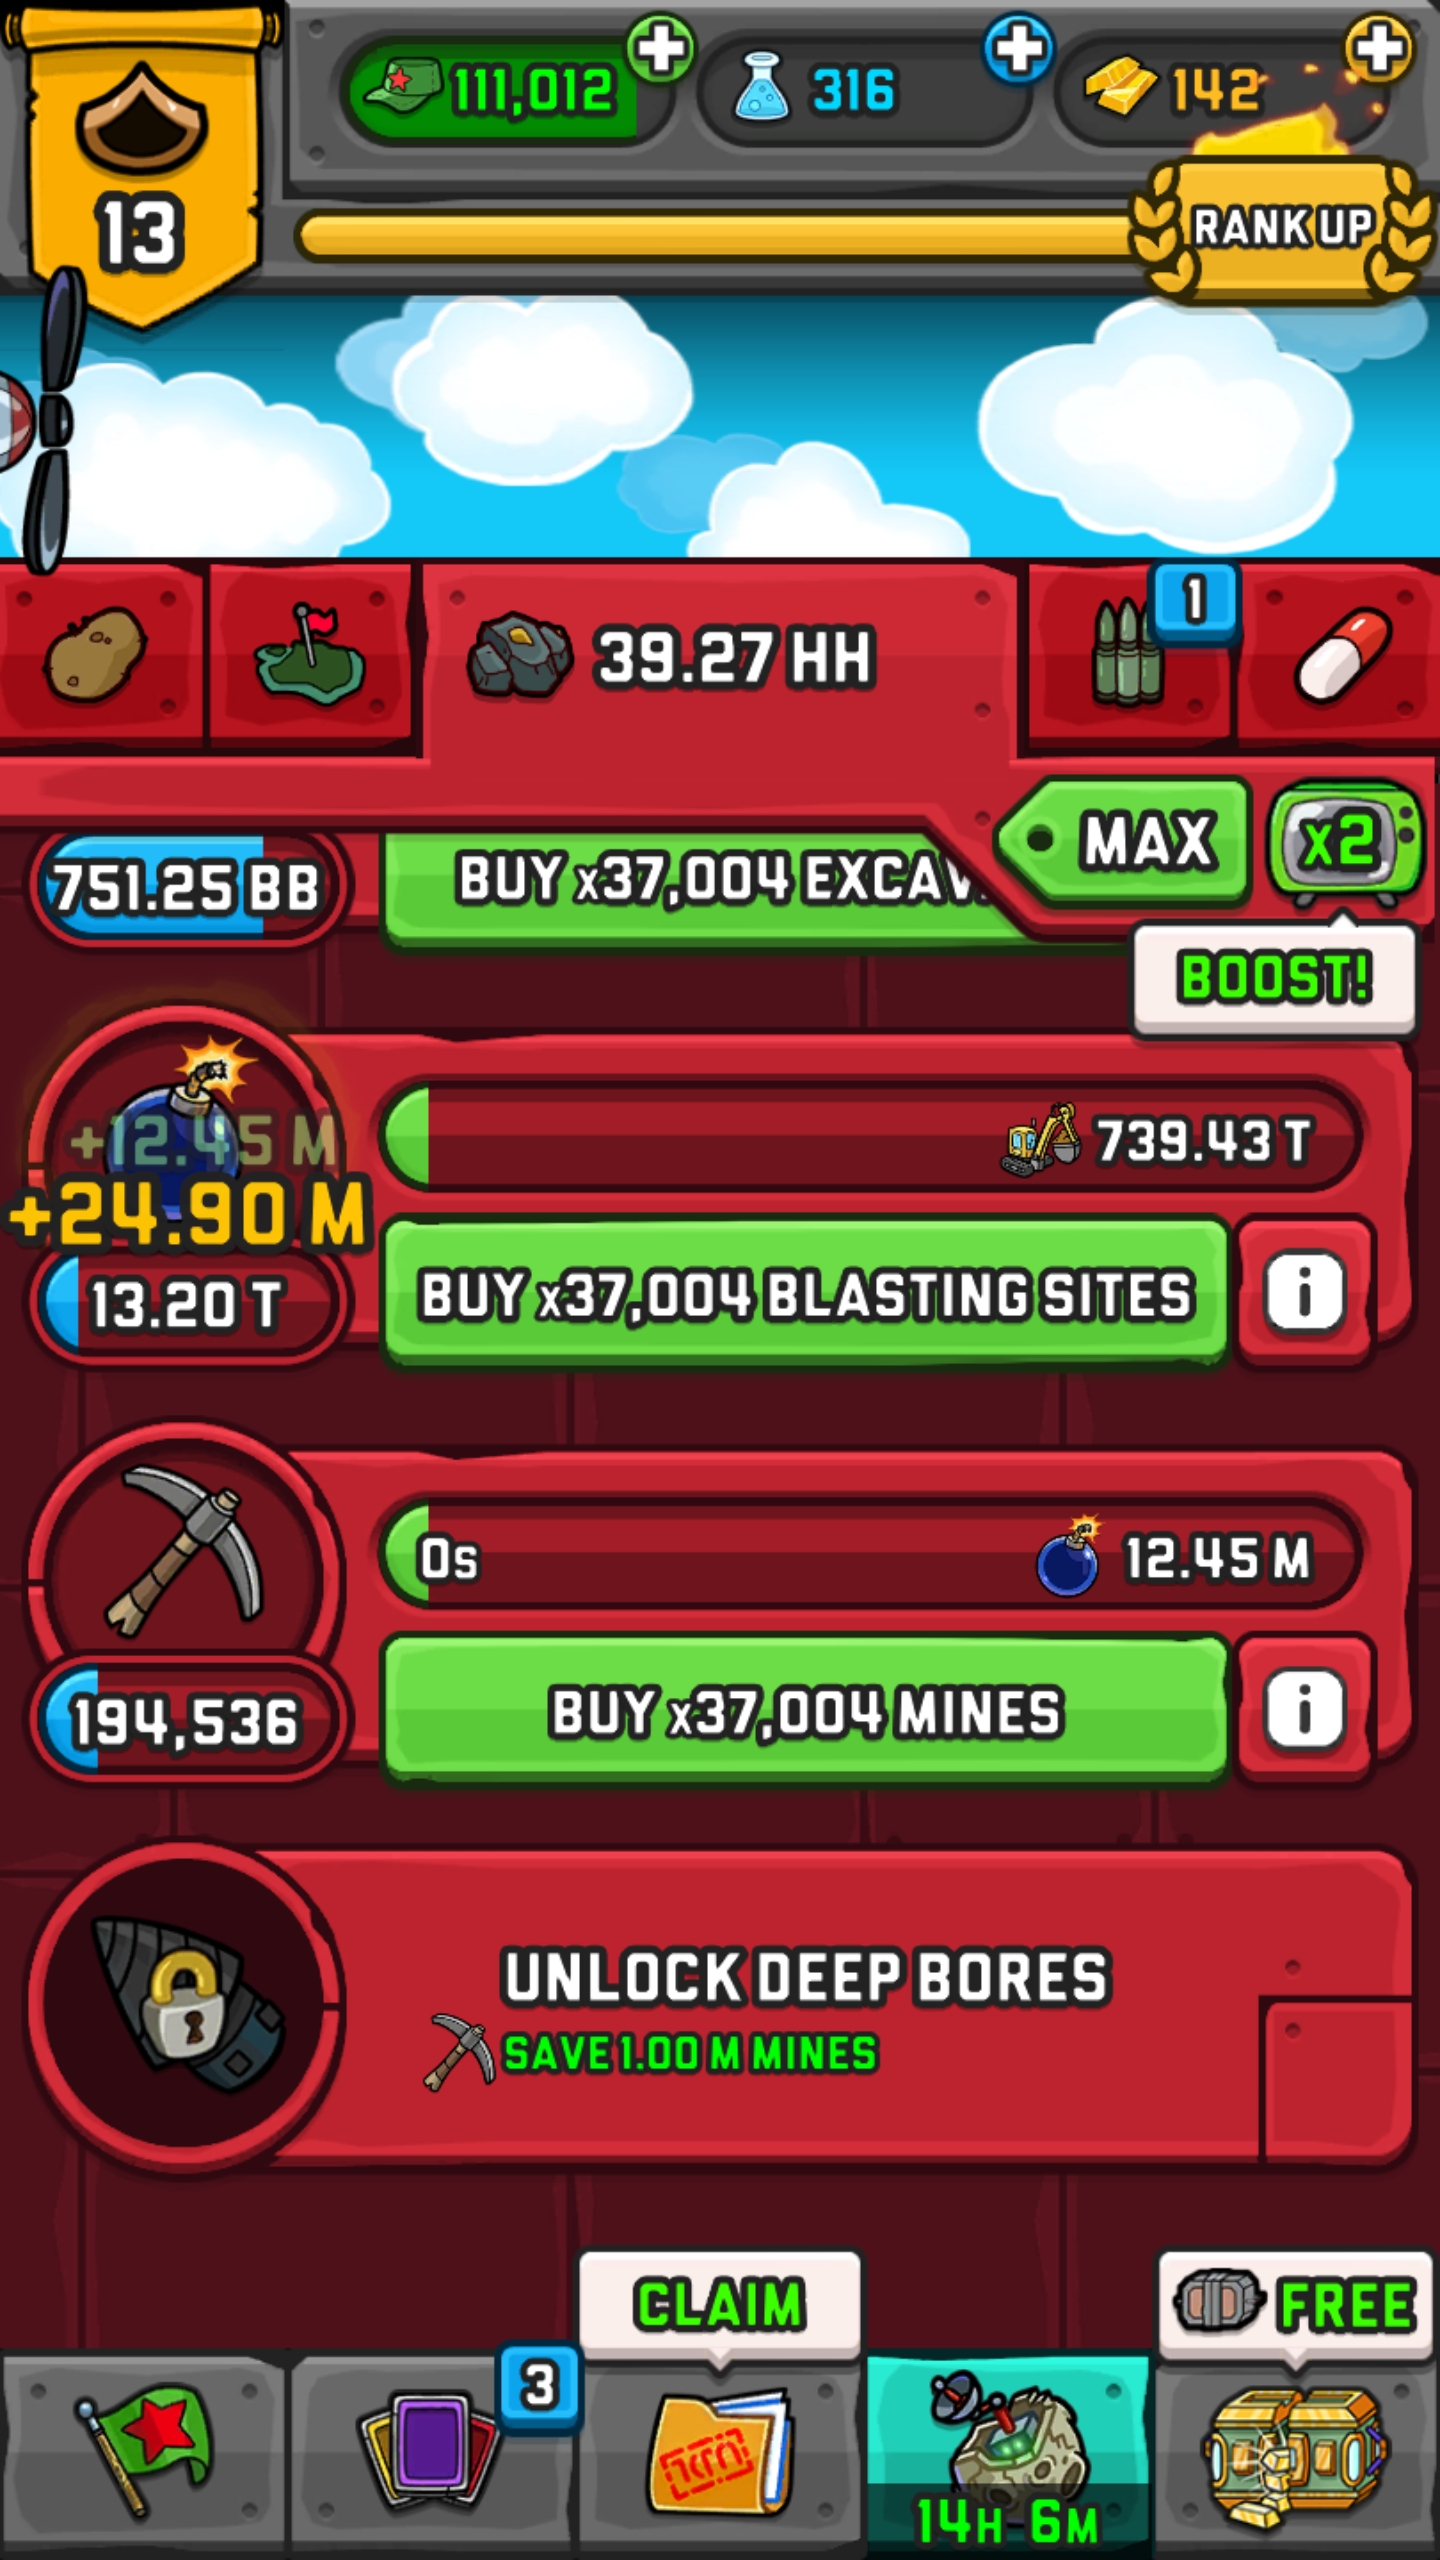 111,012
316
142
13
RANK UP
1
39.27 HH
MAX
x2
751.25 BB
BUY x37,004 EXCAV
BOOST!
+12.45 M
739.43 T
+24.90 M
13.20 T
BUY x37,004 BLASTING SITES
i
0s
12.45 M
194,536
BUY x37,004 MINES
i
UNLOCK DEEP BORES
SAVE 1.00 M MINES
CLAIM
FREE
3
14H 6M